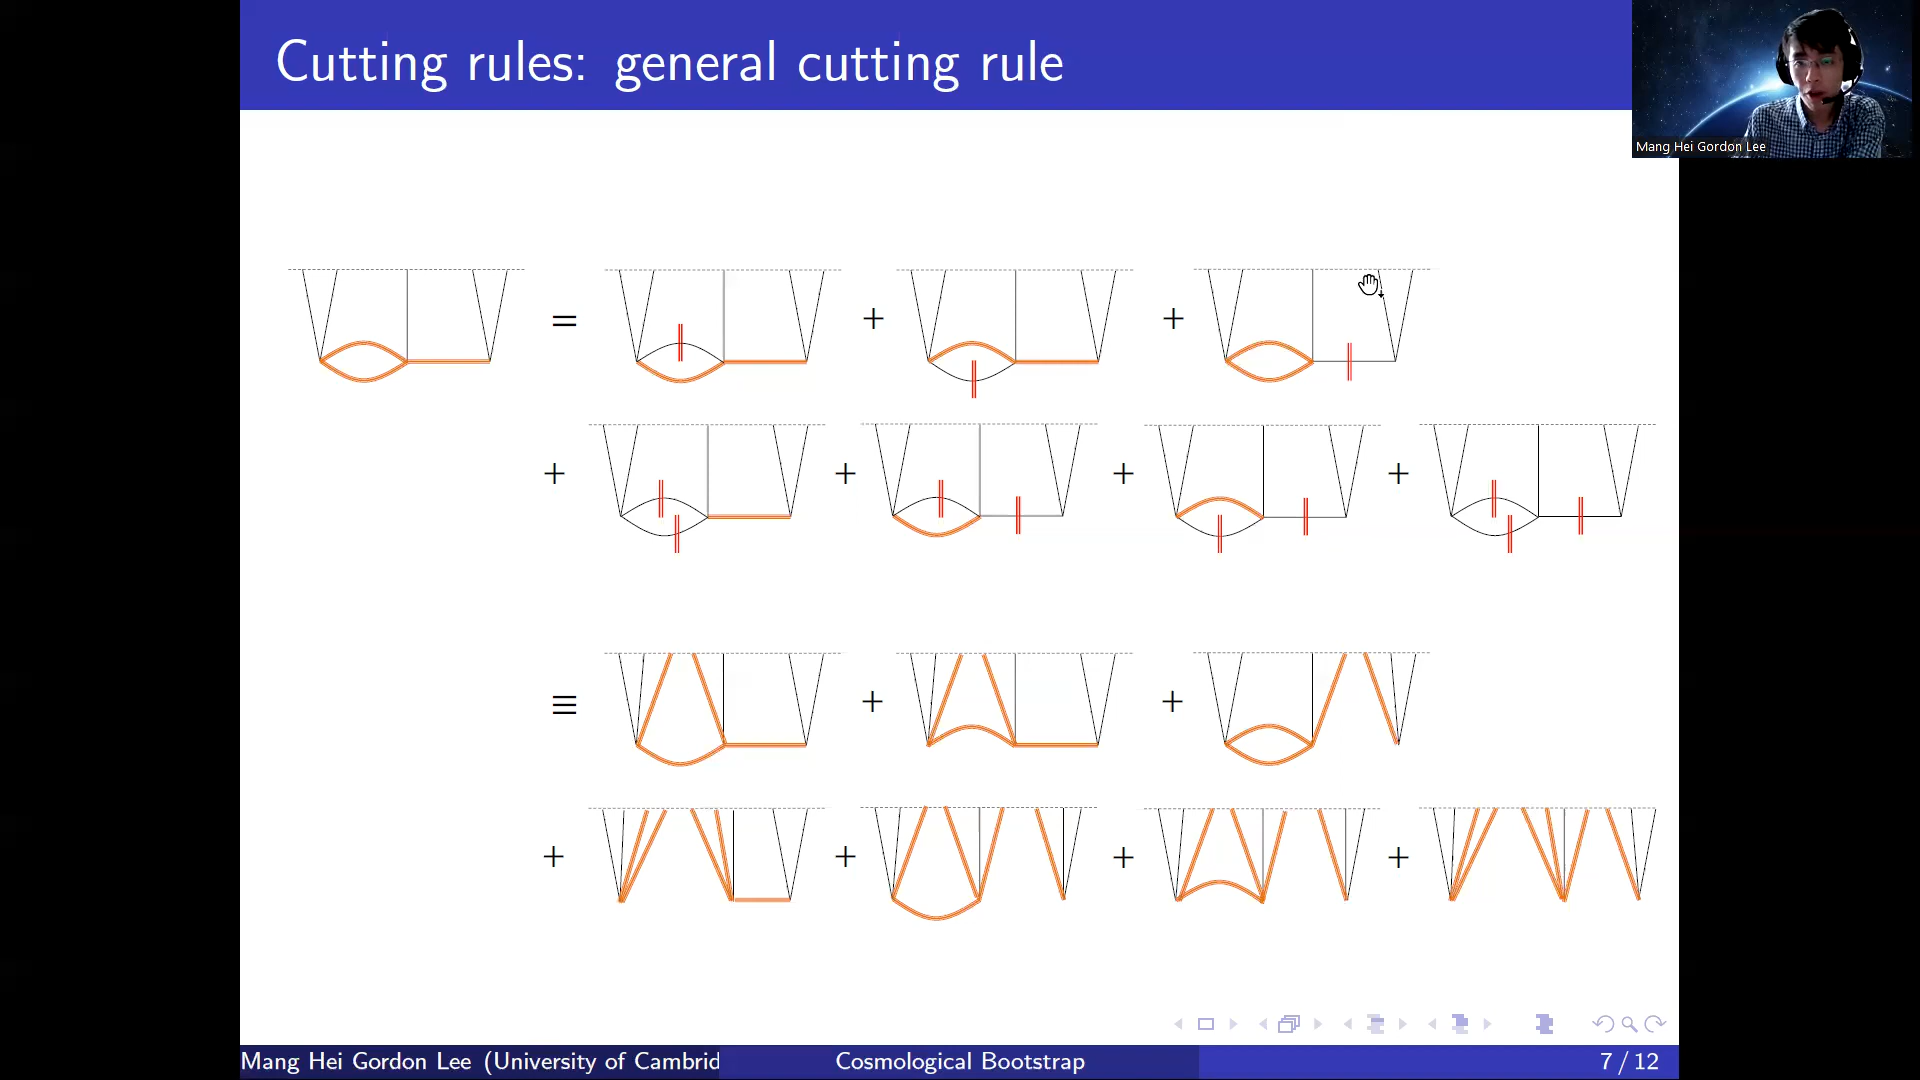 Cutting rules: general cutting rule
Mang Hei Gordon Lee
=
+
+
+
+
+
+
≡
+
+
+
+
+
+
Mang Hei Gordon Lee (University of Cambrid
Cosmological Bootstrap
7 / 12